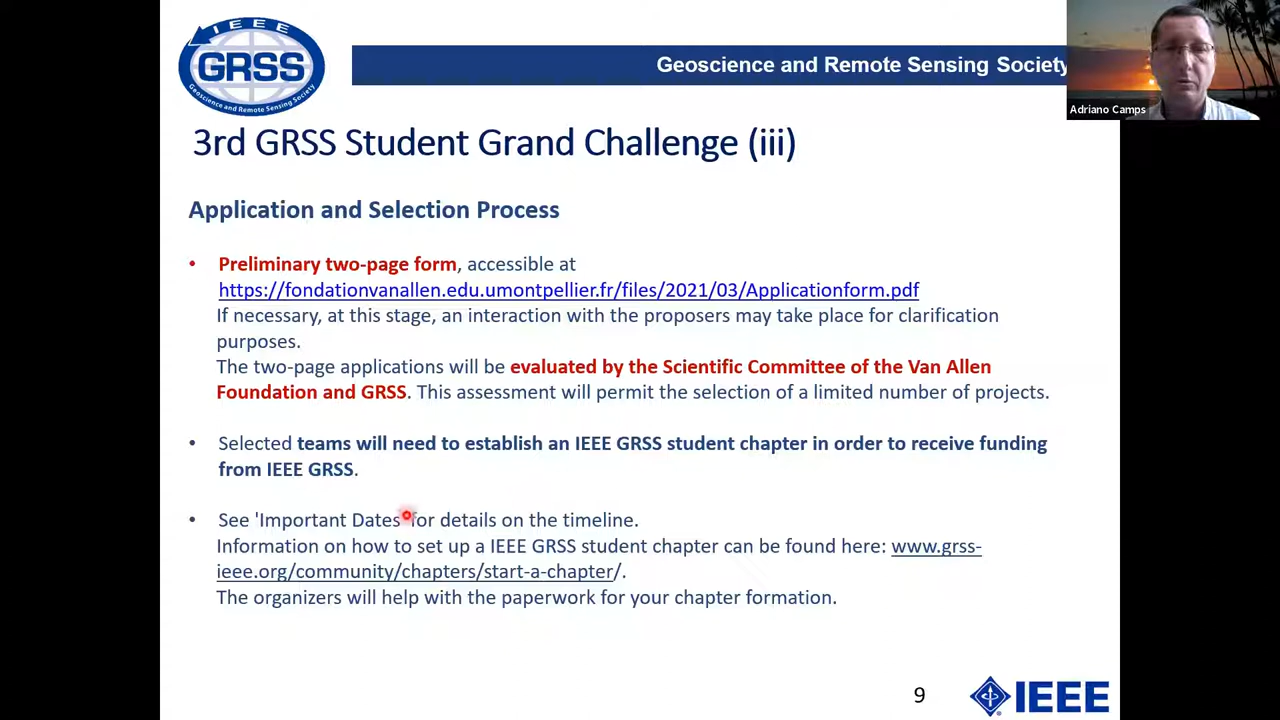 IEEE
GRSS
Geoscience and Remote Sensing Society
Geoscience and Remote Sensing Society
Adriano Camps
3rd GRSS Student Grand Challenge (iii)
Application and Selection Process
• Preliminary two-page form, accessible at
https://fondationvanallen.edu.umontpellier.fr/files/2021/03/Applicationform.pdf
If necessary, at this stage, an interaction with the proposers may take place for clarification
purposes.
The two-page applications will be evaluated by the Scientific Committee of the Van Allen
Foundation and GRSS. This assessment will permit the selection of a limited number of projects.
• Selected teams will need to establish an IEEE GRSS student chapter in order to receive funding
from IEEE GRSS.
• See 'Important Dates' for details on the timeline.
Information on how to set up a IEEE GRSS student chapter can be found here: www.grss-
ieee.org/community/chapters/start-a-chapter/.
The organizers will help with the paperwork for your chapter formation.
9
IEEE